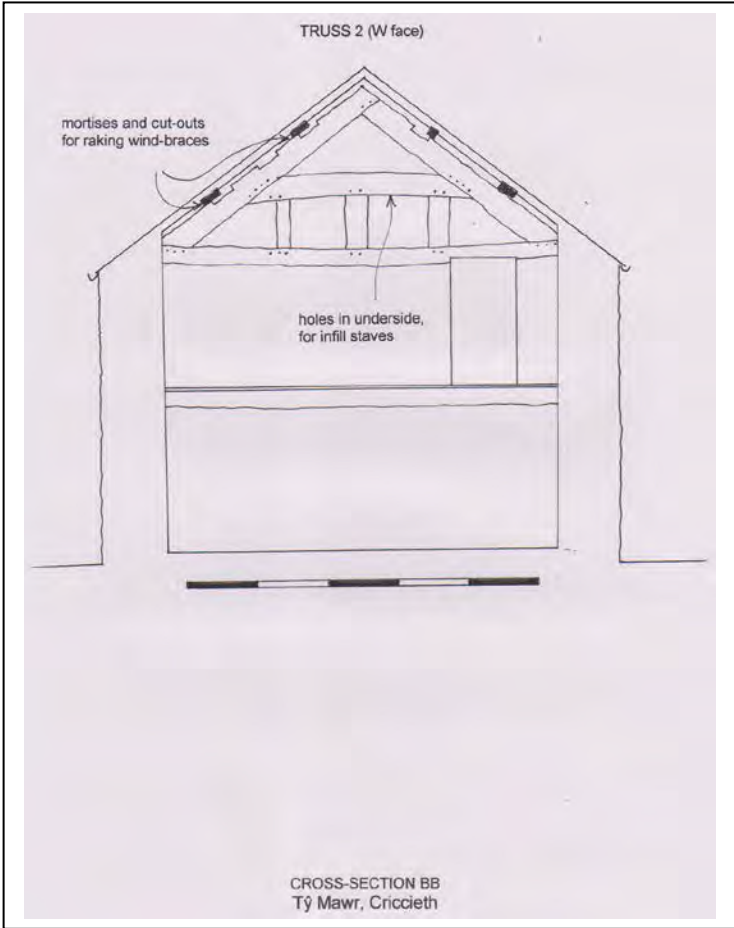 TRUSS 2 (W face)
mortises and cut-outs
for raking wind-braces
holes in underside,
for infill staves
CROSS-SECTION BB
Tŷ Mawr, Criccieth